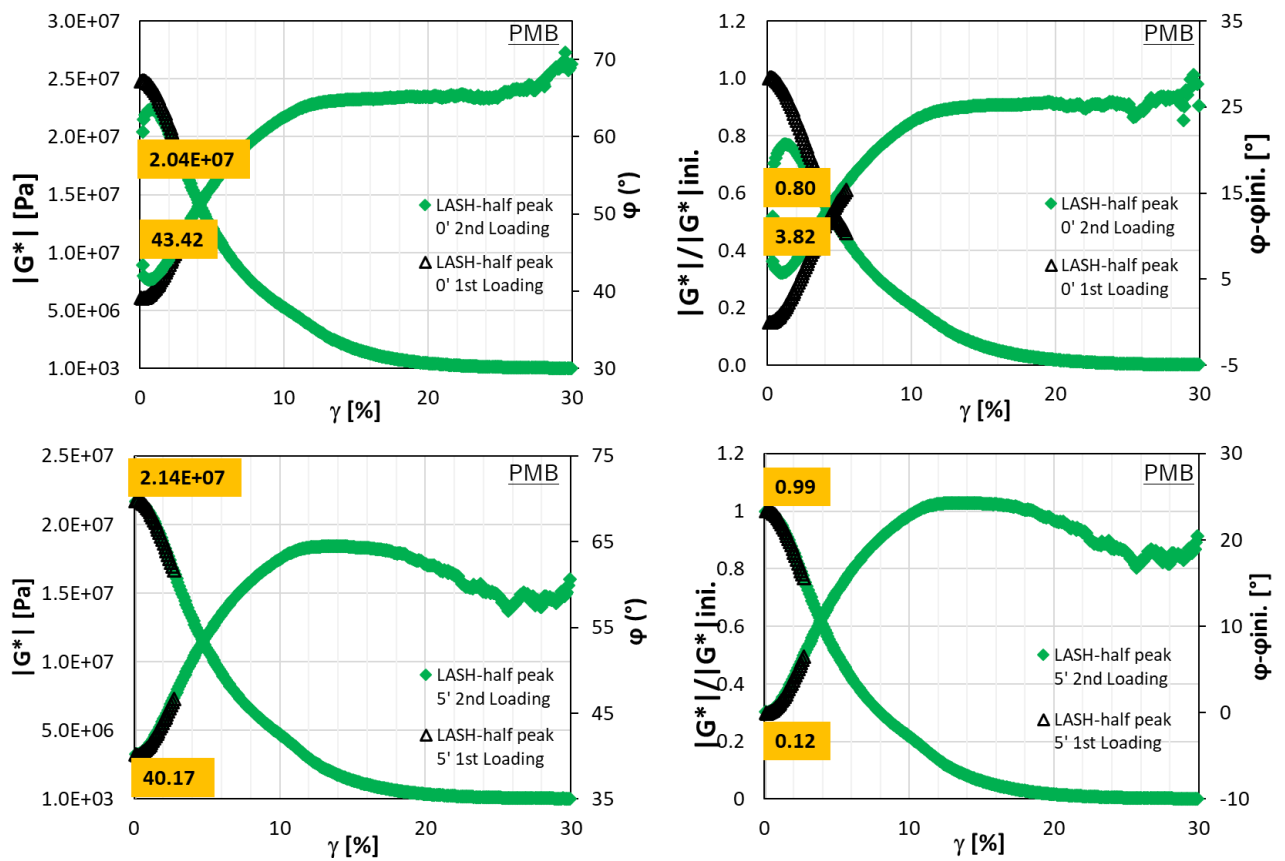 PMB
3.0E+07
2.5E+07
2.0E+07
1.5E+07
1.0E+07
5.0E+06
1.0E+03
|G*| [Pa]
2.04E+07
43.42
LASH-half peak
0' 2nd Loading
LASH-half peak
0' 1st Loading
70
60
50
40
30
φ (°)
0
10
20
30
γ [%]
PMB
1.2
1.0
0.8
0.6
0.4
0.2
0.0
|G*|/|G*|ini.
0.80
3.82
LASH-half peak
0' 2nd Loading
LASH-half peak
0' 1st Loading
35
25
15
5
-5
φ-φini. [°]
0
10
20
30
γ [%]
PMB
2.5E+07
2.0E+07
1.5E+07
1.0E+07
5.0E+06
1.0E+03
|G*| [Pa]
2.14E+07
40.17
LASH-half peak
5' 2nd Loading
LASH-half peak
5' 1st Loading
75
65
55
45
35
φ (°)
0
10
20
30
γ [%]
PMB
1.2
1
0.8
0.6
0.4
0.2
0
|G*|/|G*|ini.
0.99
0.12
LASH-half peak
5' 2nd Loading
LASH-half peak
5' 1st Loading
30
20
10
0
-10
φ-φini. [°]
0
10
20
30
γ [%]